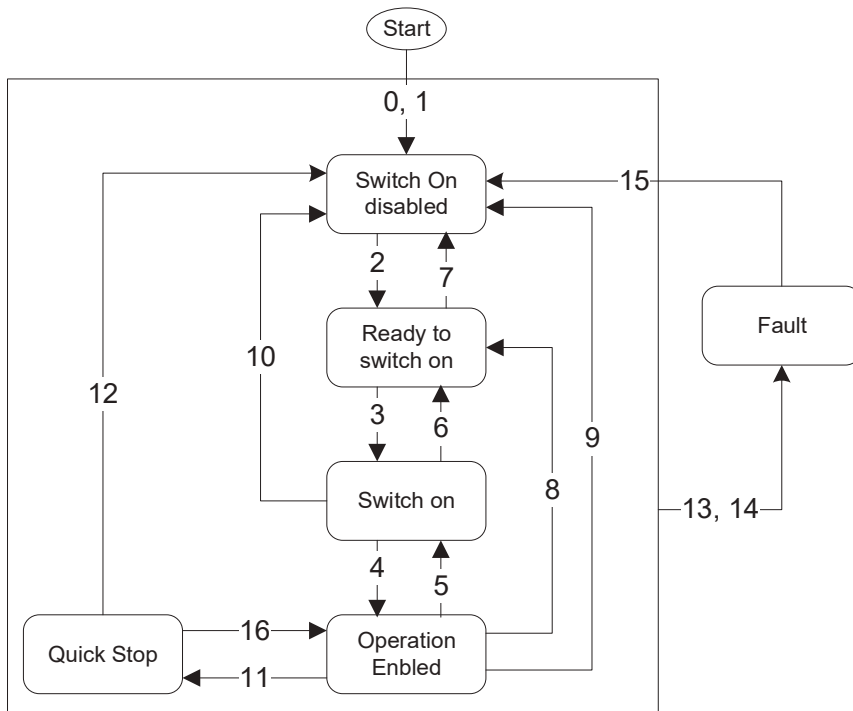 Start
0, 1
Switch On
disabled
15
2
7
Ready to
switch on
Fault
10
12
3
6
9
8
Switch on
13, 14
4
5
16
Operation
Enbled
Quick Stop
11